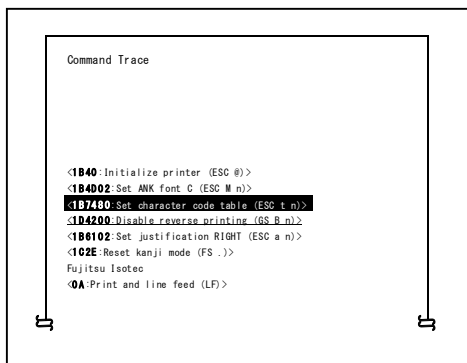 Command Trace
<1B40:Initialize printer (ESC @)>
<1B4D02:Set ANK font C (ESC M n)>
<1B7480:Set character code table (ESC t n)>
<1D4200:Disable reverse printing (GS B n)>
<1B6102:Set justification RIGHT (ESC a n)>
<1C2E:Reset kanji mode (FS .)>
Fujitsu Isotec
<0A:Print and line feed (LF)>